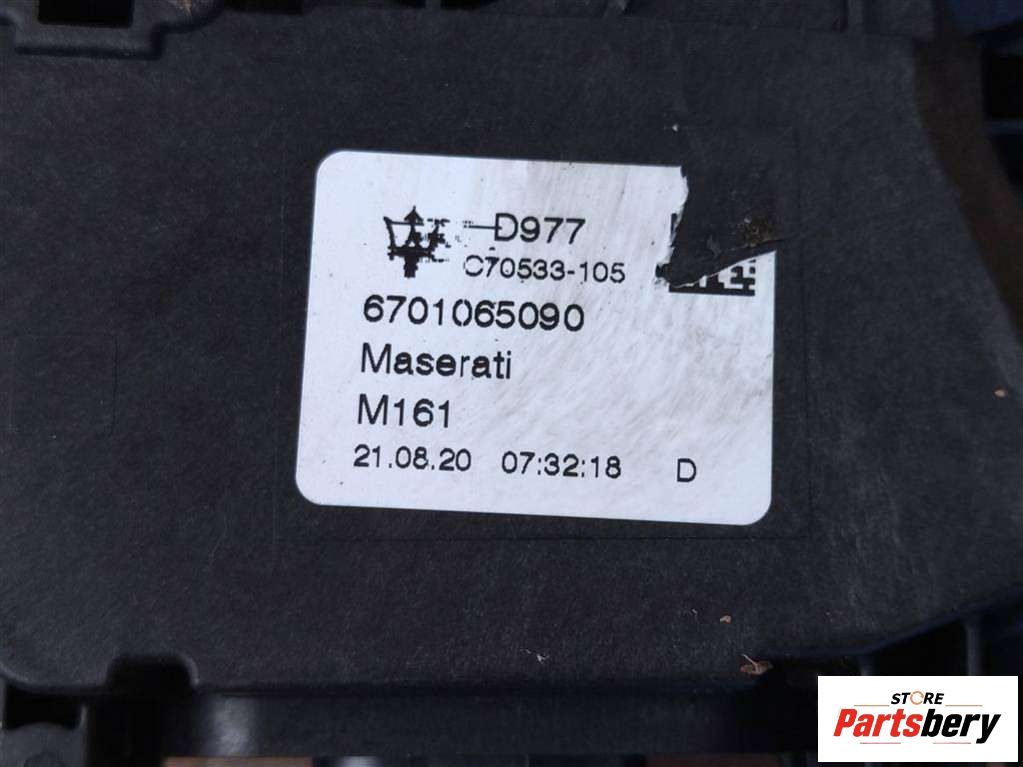 D977
C70533-105
6701065090
Maserati
M161
21.08.20 07:32:18 D
STORE
Partsbery